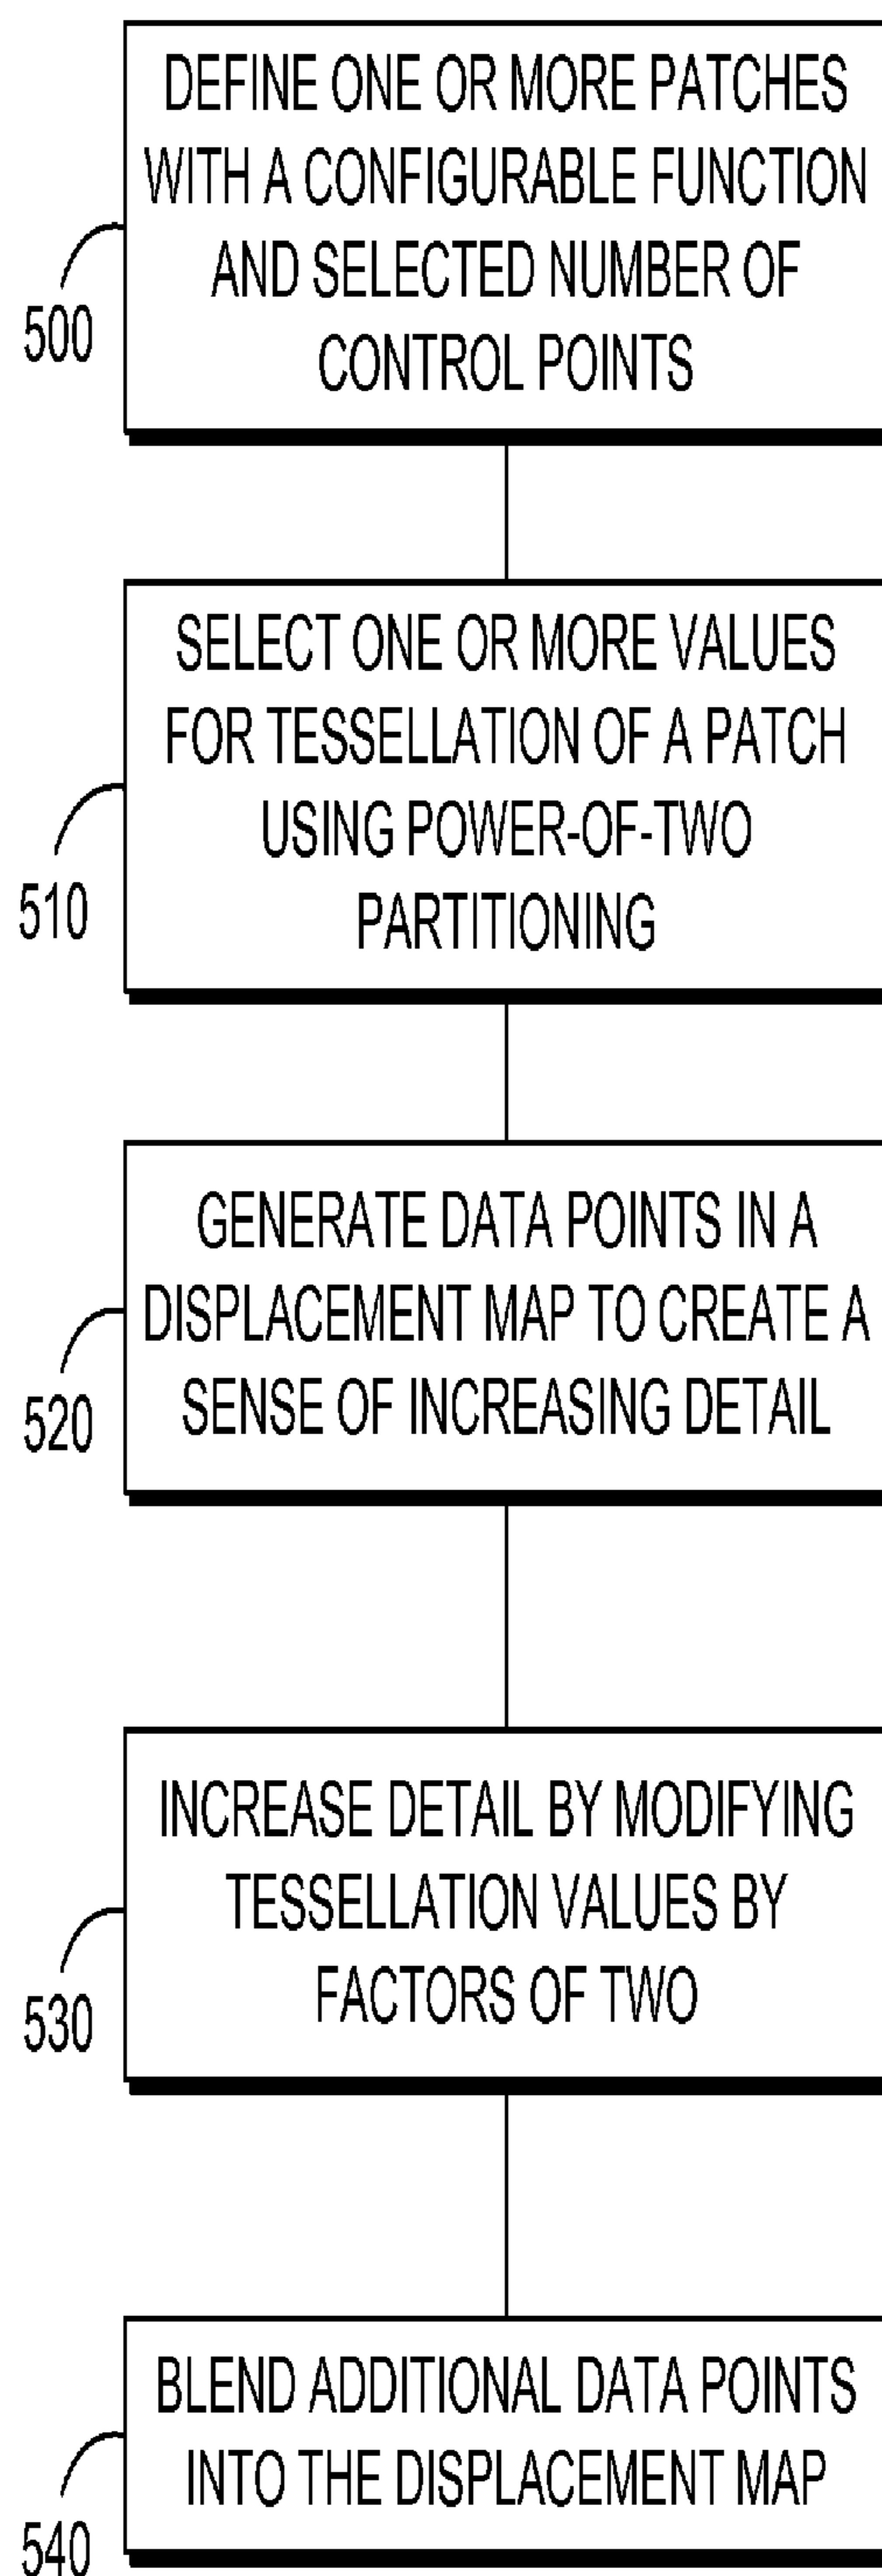 DEFINE ONE OR MORE PATCHES
WITH A CONFIGURABLE FUNCTION
AND SELECTED NUMBER OF
CONTROL POINTS
500
SELECT ONE OR MORE VALUES
FOR TESSELLATION OF A PATCH
USING POWER-OF-TWO
PARTITIONING
510
GENERATE DATA POINTS IN A
DISPLACEMENT MAP TO CREATE A
SENSE OF INCREASING DETAIL
520
INCREASE DETAIL BY MODIFYING
TESSELLATION VALUES BY
FACTORS OF TWO
530
BLEND ADDITIONAL DATA POINTS
INTO THE DISPLACEMENT MAP
540